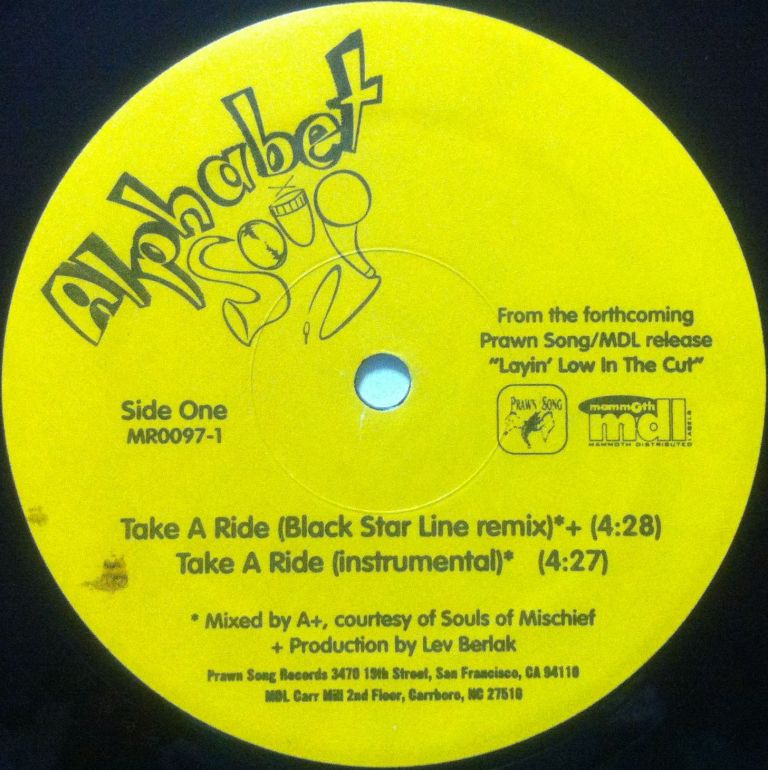 Alphabet
Soup
From the forthcoming
Prawn Song/MDL release
"Layin' Low In The Cut"
Side One
MR0097-1
PRAWN SONG
mammoth
mdl
LABELS
MAMMOTH DISTRIBUTED
Take A Ride (Black Star Line remix)*+ (4:28)
Take A Ride (instrumental)* (4:27)
* Mixed by A+, courtesy of Souls of Mischief
+ Production by Lev Berlak
Prawn Song Records 3470 19th Street, San Francisco, CA 94110
MDL Carr Mill 2nd Floor, Carrboro, NC 27510